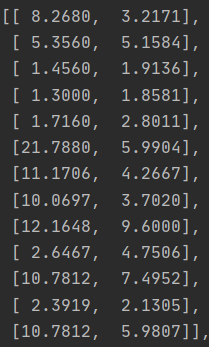 [[ 8.2680,  3.2171],
[ 5.3560,  5.1584],
[ 1.4560,  1.9136],
[ 1.3000,  1.8581],
[ 1.7160,  2.8011],
[21.7880,  5.9904],
[11.1706,  4.2667],
[10.0697,  3.7020],
[12.1648,  9.6000],
[ 2.6467,  4.7506],
[10.7812,  7.4952],
[ 2.3919,  2.1305],
[10.7812,  5.9807]],